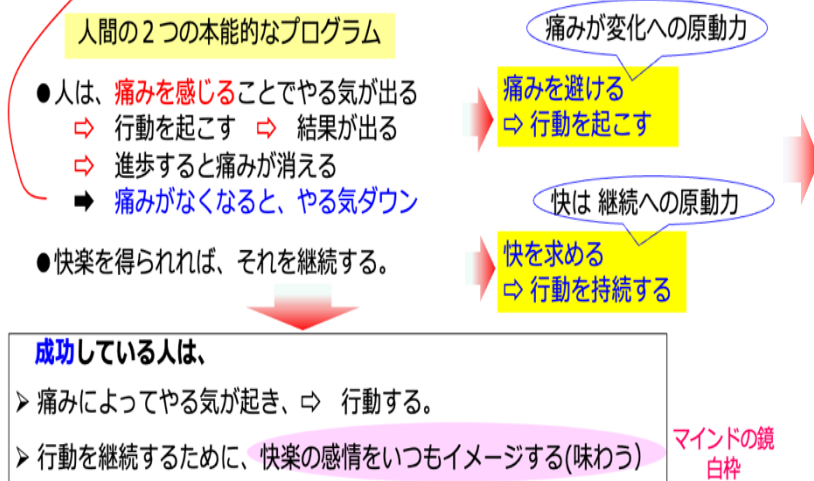 人間の2つの本能的なプログラム
●人は、痛みを感じることでやる気が出る
⇨ 行動を起こす ⇨ 結果が出る
⇨ 進歩すると痛みが消える
➡ 痛みがなくなると、やる気ダウン
●快楽を得られれば、それを継続する。
痛みが変化への原動力
痛みを避ける
⇨ 行動を起こす
快は 継続への原動力
快を求める
⇨ 行動を持続する
成功している人は、
➢ 痛みによってやる気が起き、⇨ 行動する。
➢ 行動を継続するために、快楽の感情をいつもイメージする(味わう)
マインドの鏡
白枠